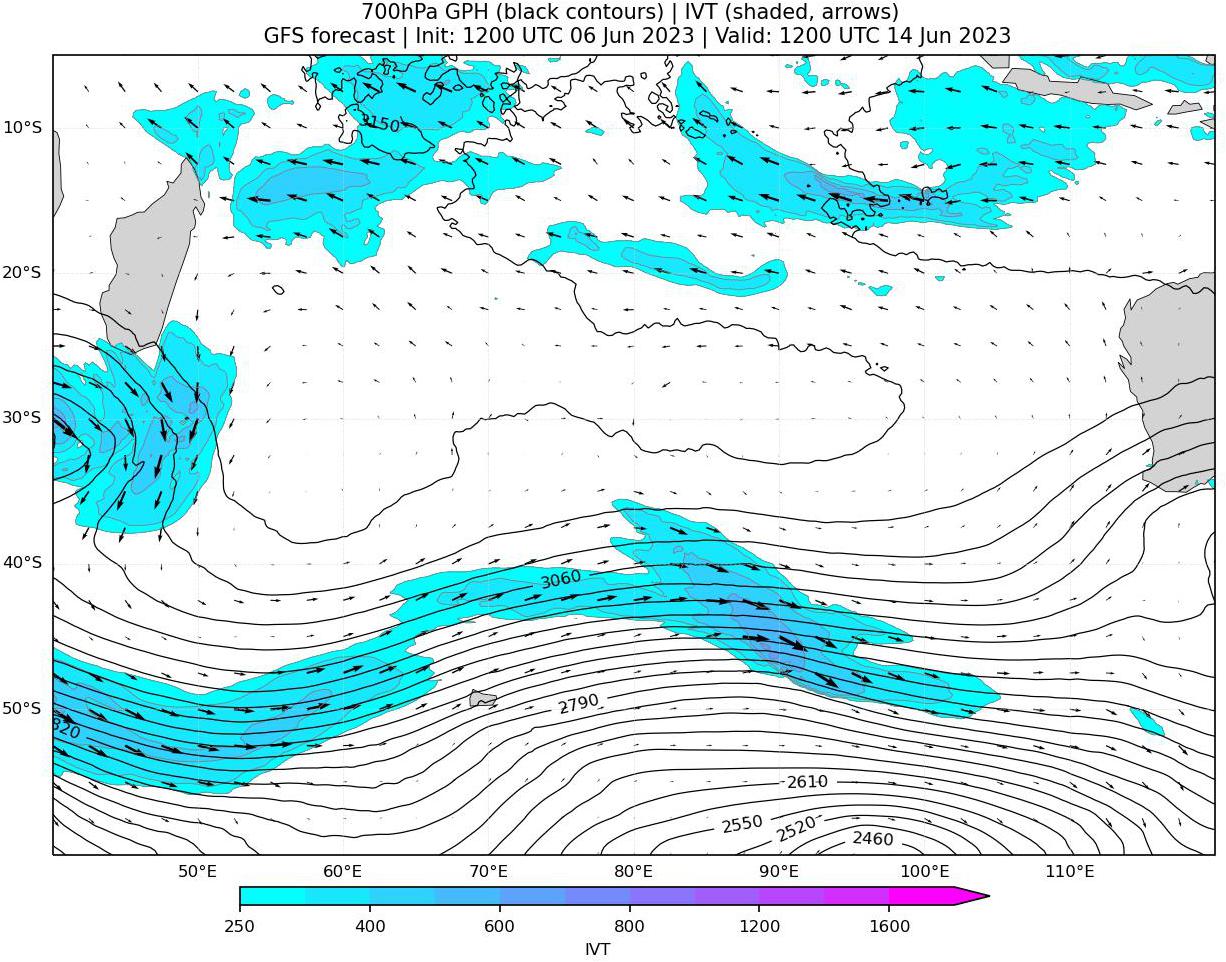 700hPa GPH (black contours) | IVT (shaded, arrows)
GFS forecast | Init: 1200 UTC 06 Jun 2023 | Valid: 1200 UTC 14 Jun 2023
3150
10°S
20°S
30°S
40°S
3060
50°S
2790
820
2610
2550
2520
2460
50°E
60°E
70°E
80°E
90°E
100°E
110°E
250
400
600
800
1200
1600
IVT